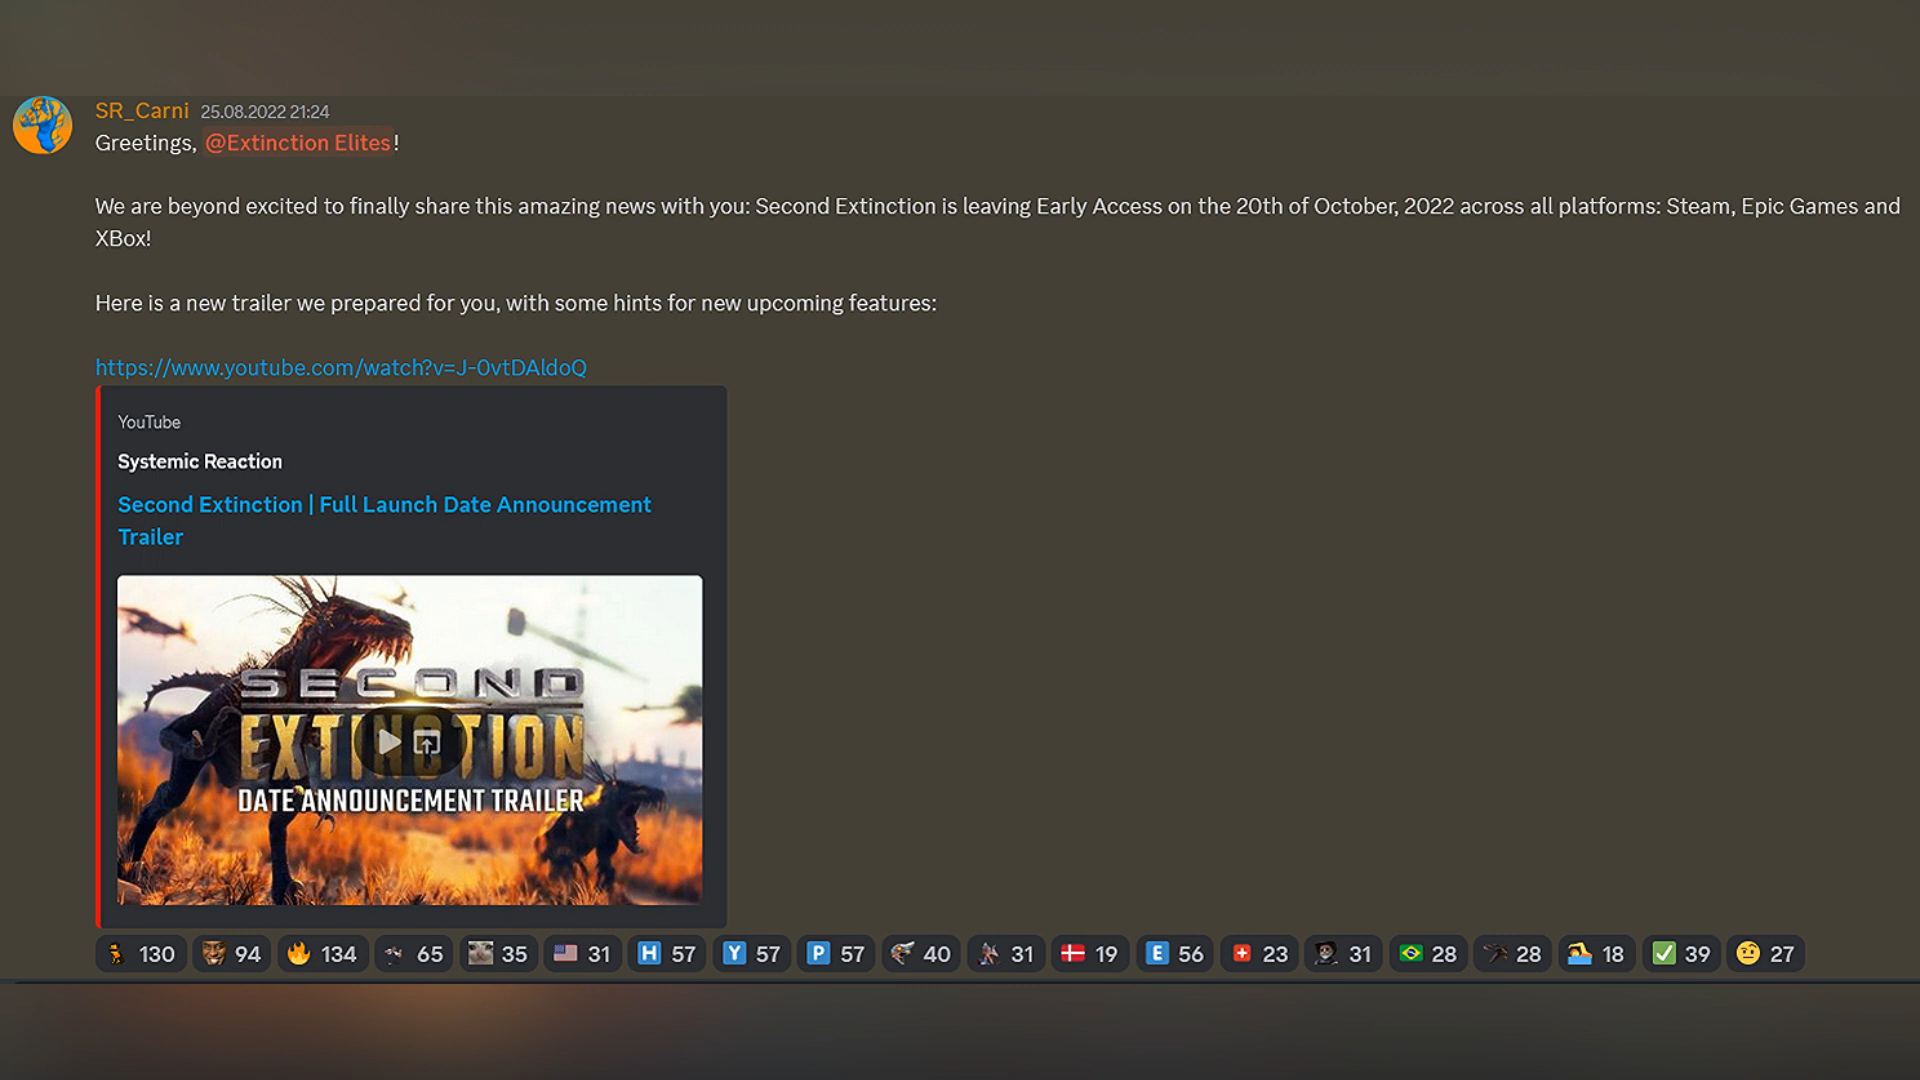 SR_Carni 25.08.2022 21:24
Greetings, @Extinction Elites!
We are beyond excited to finally share this amazing news with you: Second Extinction is leaving Early Access on the 20th of October, 2022 across all platforms: Steam, Epic Games and
XBox!
Here is a new trailer we prepared for you, with some hints for new upcoming features:
https://www.youtube.com/watch?v=J-0vtDAldoQ
YouTube
Systemic Reaction
Second Extinction | Full Launch Date Announcement
Trailer
SECOND
EXTINCTION
DATE ANNOUNCEMENT TRAILER
130 94 134 65 35 31 H 57 Y 57 P 57 40 31 19 E 56 23 31 28 28 18 39 27